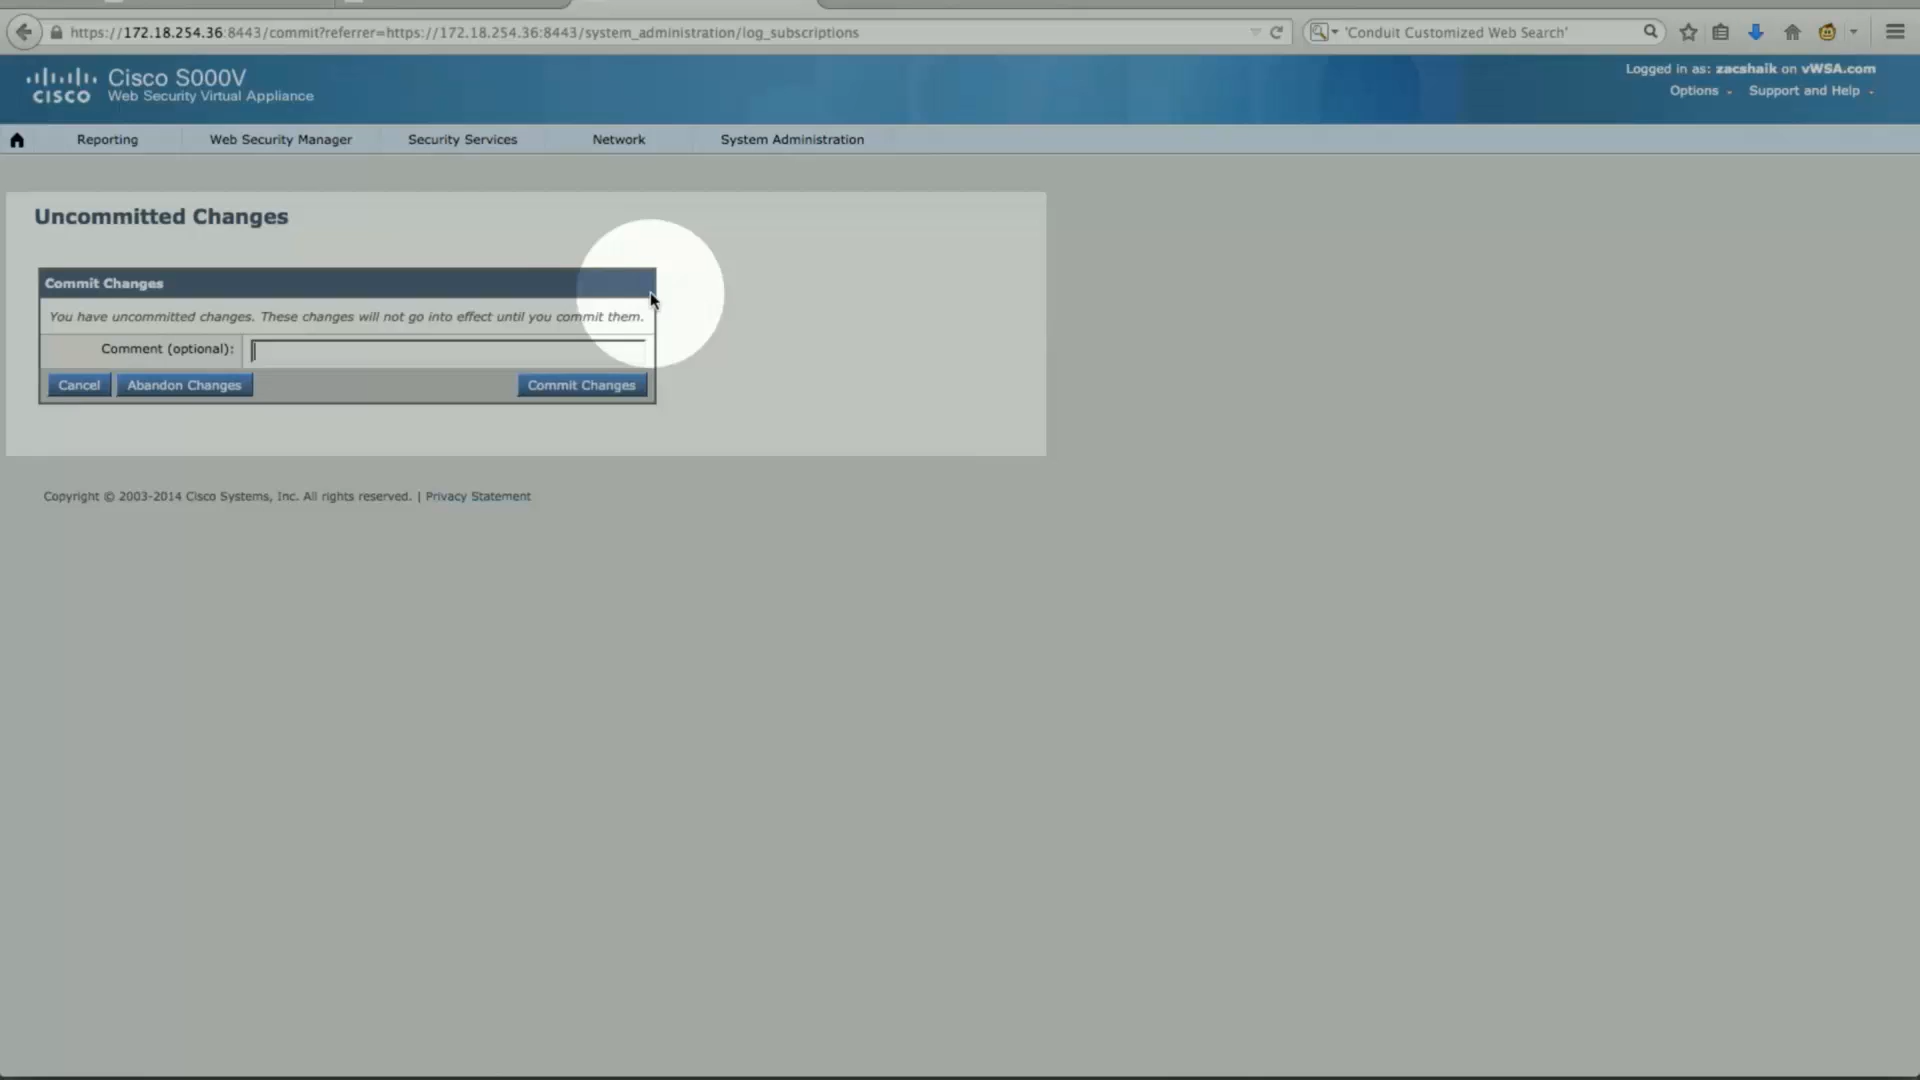 https://172.18.254.36:8443/commit?referrer=https://172.18.254.36:8443/system_administration/log_subscriptions
'Conduit Customized Web Search'
CISCO
Cisco S000V
Web Security Virtual Appliance
Logged in as: zacshaik on vWSA.com
Options
Support and Help
Reporting
Web Security Manager
Security Services
Network
System Administration
Uncommitted Changes
Commit Changes
You have uncommitted changes. These changes will not go into effect until you commit them.
Comment (optional):
Cancel
Abandon Changes
Commit Changes
Copyright © 2003-2014 Cisco Systems, Inc. All rights reserved. | Privacy Statement